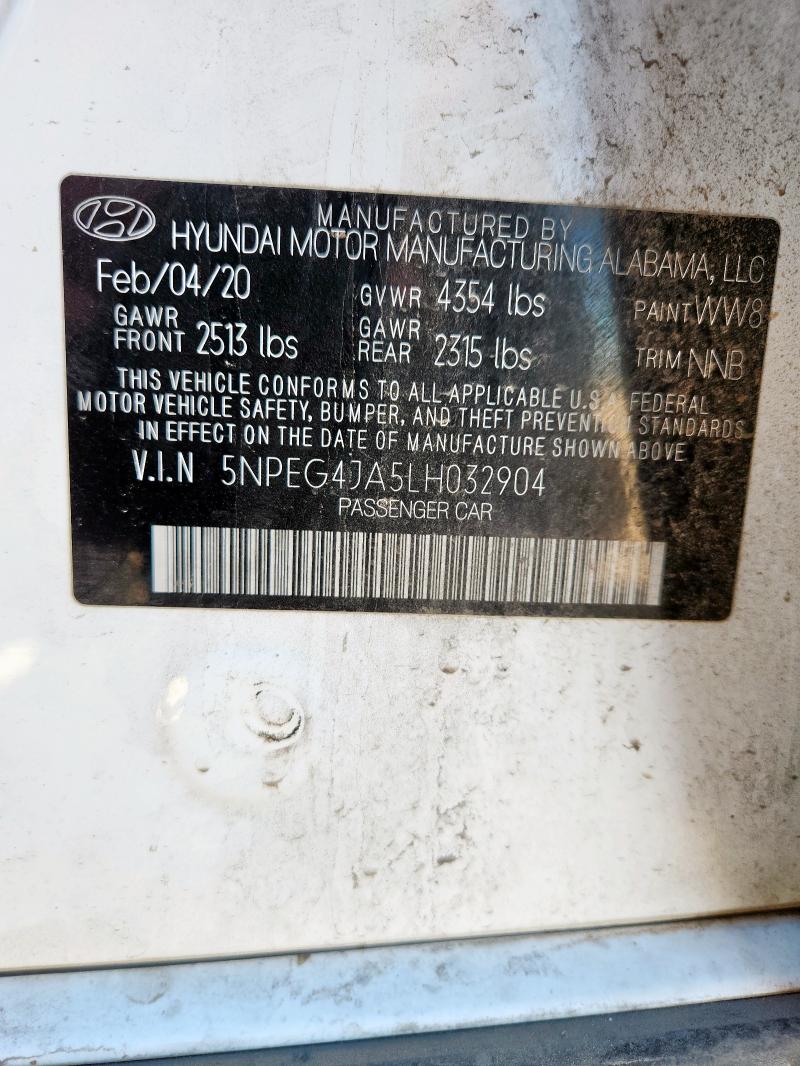 MANUFACTURED BY
HYUNDAI MOTOR MANUFACTURING ALABAMA, LLC
Feb/04/20 GVWR 4354 lbs PAINT WW8
GAWR FRONT 2513 lbs GAWR REAR 2315 lbs TRIM NNB
THIS VEHICLE CONFORMS TO ALL APPLICABLE U.S.A. FEDERAL
MOTOR VEHICLE SAFETY, BUMPER, AND THEFT PREVENTION STANDARDS
IN EFFECT ON THE DATE OF MANUFACTURE SHOWN ABOVE
V.I.N 5NPEG4JA5LH032904
PASSENGER CAR